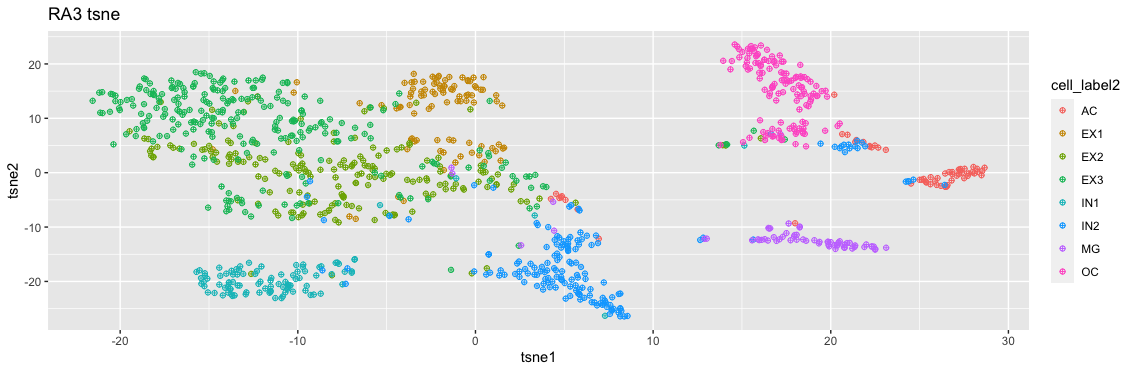 RA3 tsne
tsne2
20
10
0
-10
-20
-20
-10
0
10
20
30
tsne1
cell_label2
AC
EX1
EX2
EX3
IN1
IN2
MG
OC